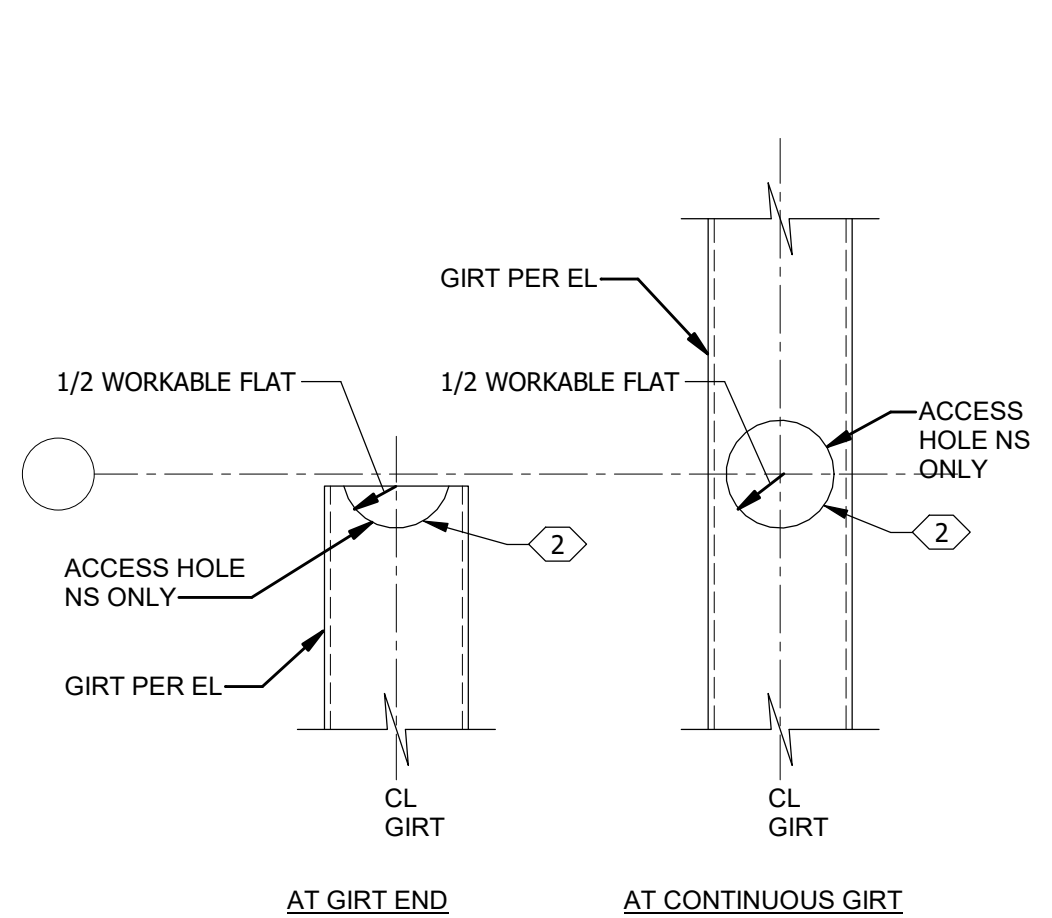 GIRT PER EL
1/2 WORKABLE FLAT
1/2 WORKABLE FLAT
ACCESS
HOLE NS
ONLY
2
2
ACCESS HOLE
NS ONLY
GIRT PER EL
CL
GIRT
CL
GIRT
AT GIRT END
AT CONTINUOUS GIRT